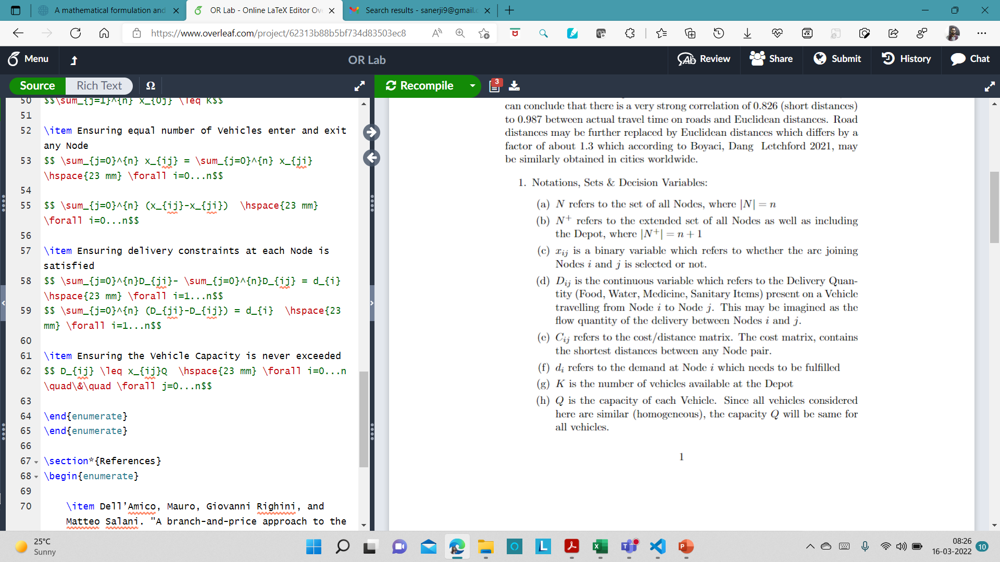 A mathematical formulation and
OR Lab - Online LaTeX Editor Ov
Search results - sanerji9@gmail.c
https://www.overleaf.com/project/62313b88b5bf734d83503ec8
Menu
OR Lab
Review
Share
Submit
History
Chat
Source
Rich Text
Ω
Recompile
3
50 $$\sum_{j=1}^{n} x_{0j} \leq K$$
51
52 \item Ensuring equal number of Vehicles enter and exit
any Node
53 $$ \sum_{j=0}^{n} x_{ij} = \sum_{j=0}^{n} x_{ji}
\hspace{23 mm} \forall i=0...n$$
54
55 $$ \sum_{j=0}^{n} (x_{ij}-x_{ji})  \hspace{23 mm}
\forall i=0...n$$
56
57 \item Ensuring delivery constraints at each Node is
satisfied
58 $$ \sum_{j=0}^{n}D_{ji}- \sum_{j=0}^{n}D_{ij} = d_{i}
\hspace{23 mm} \forall i=1...n$$
59 $$ \sum_{j=0}^{n} (D_{ji}-D_{ij}) = d_{i}  \hspace{23
mm} \forall i=1...n$$
60
61 \item Ensuring the Vehicle Capacity is never exceeded
62 $$ D_{ij} \leq x_{ij}Q  \hspace{23 mm} \forall i=0...n
\quad\&\quad \forall j=0...n$$
63
64 \end{enumerate}
65 \end{enumerate}
66
67 \section*{References}
68 \begin{enumerate}
69
70 \item Dell’Amico, Mauro, Giovanni Righini, and
Matteo Salani. "A branch-and-price approach to the
can conclude that there is a very strong correlation of 0.826 (short distances)
to 0.987 between actual travel time on roads and Euclidean distances. Road
distances may be further replaced by Euclidean distances which differs by a
factor of about 1.3 which according to Boyaci, Dang Letchford 2021, may
be similarly obtained in cities worldwide.
1. Notations, Sets & Decision Variables:
(a) N refers to the set of all Nodes, where |N| = n
(b) N⁺ refers to the extended set of all Nodes as well as including
the Depot, where |N⁺| = n + 1
(c) xᵢⱼ is a binary variable which refers to whether the arc joining
Nodes i and j is selected or not.
(d) Dᵢⱼ is the continuous variable which refers to the Delivery Quan-
tity (Food, Water, Medicine, Sanitary Items) present on a Vehicle
travelling from Node i to Node j. This may be imagined as the
flow quantity of the delivery between Nodes i and j.
(e) Cᵢⱼ refers to the cost/distance matrix. The cost matrix, contains
the shortest distances between any Node pair.
(f) dᵢ refers to the demand at Node i which needs to be fulfilled
(g) K is the number of vehicles available at the Depot
(h) Q is the capacity of each Vehicle. Since all vehicles considered
here are similar (homogeneous), the capacity Q will be same for
all vehicles.
1
25°C
Sunny
08:26
16-03-2022
10